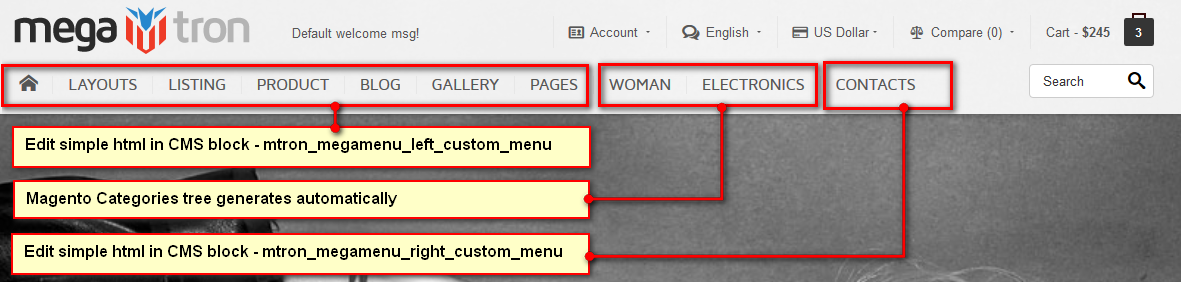 mega tron
Default welcome msg!
Account
English
US Dollar
Compare (0)
Cart - $245
3
LAYOUTS
LISTING
PRODUCT
BLOG
GALLERY
PAGES
WOMAN
ELECTRONICS
CONTACTS
Search
Edit simple html in CMS block - mtron_megamenu_left_custom_menu
Magento Categories tree generates automatically
Edit simple html in CMS block - mtron_megamenu_right_custom_menu